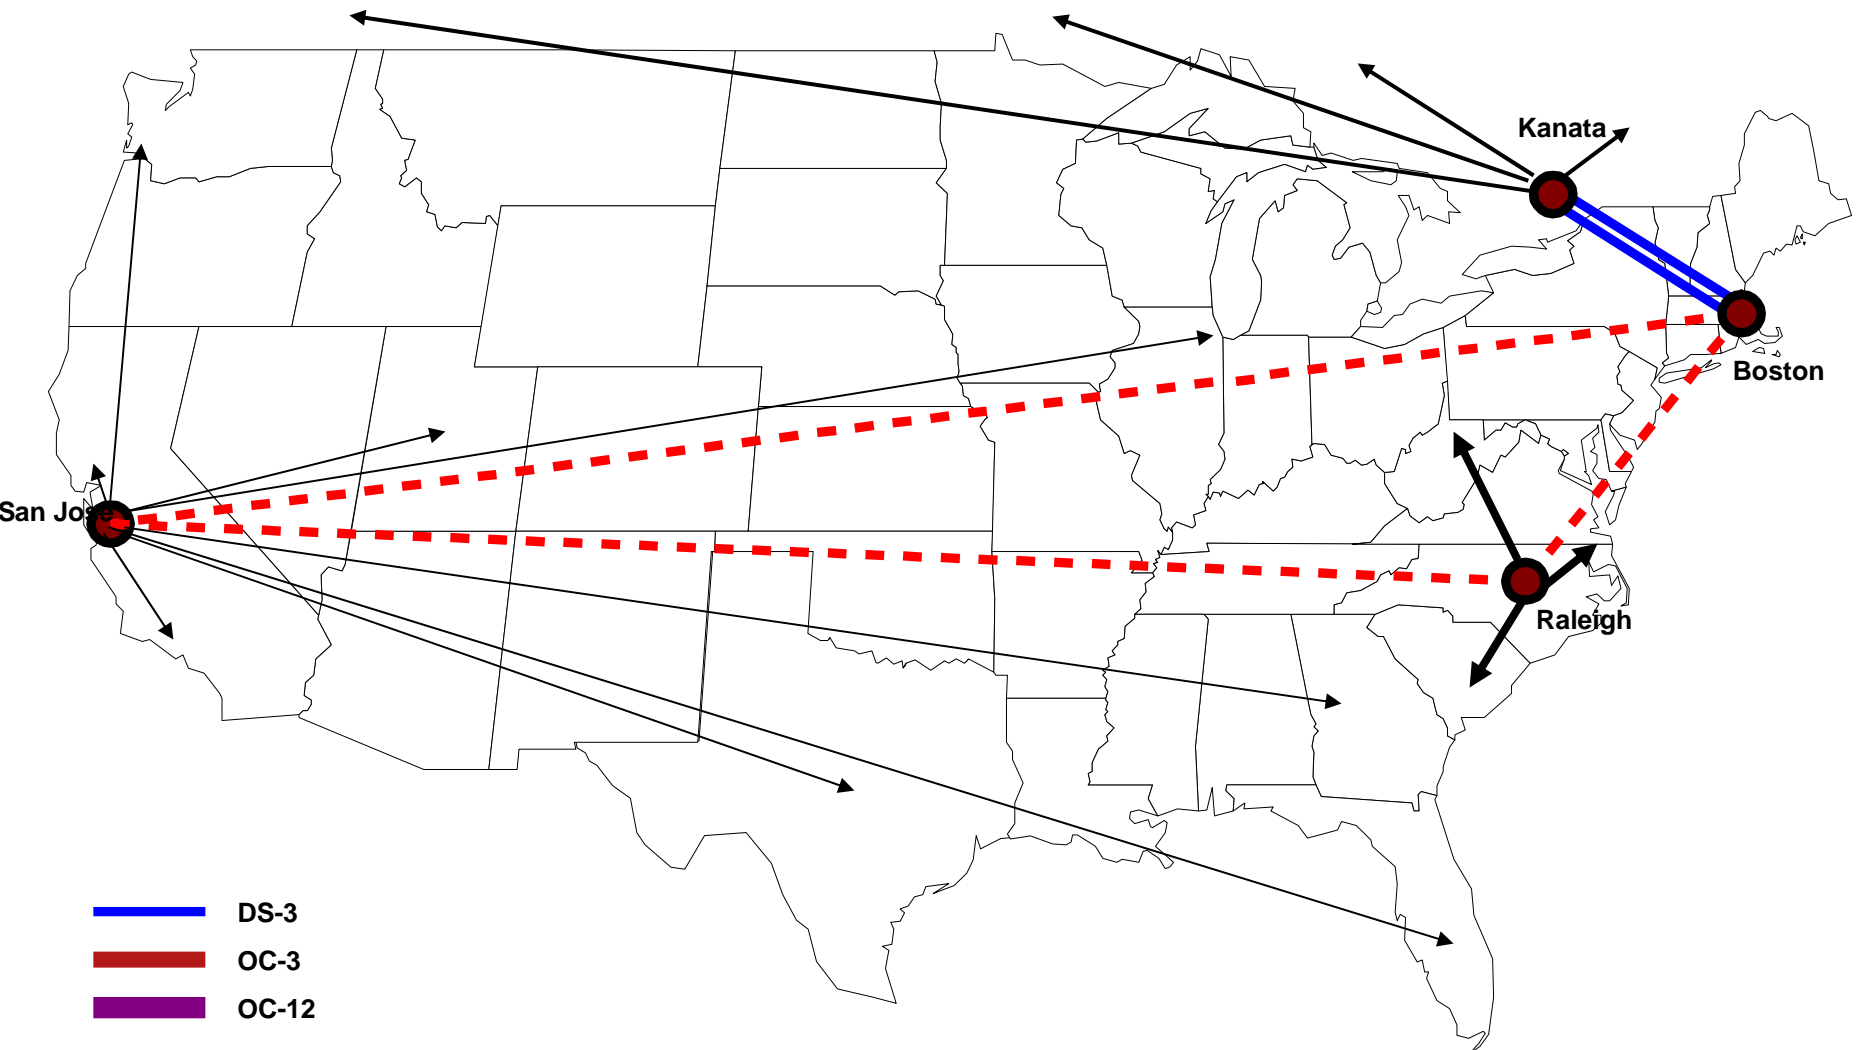 Kanata
Boston
San Jose
Raleigh
DS-3
OC-3
OC-12